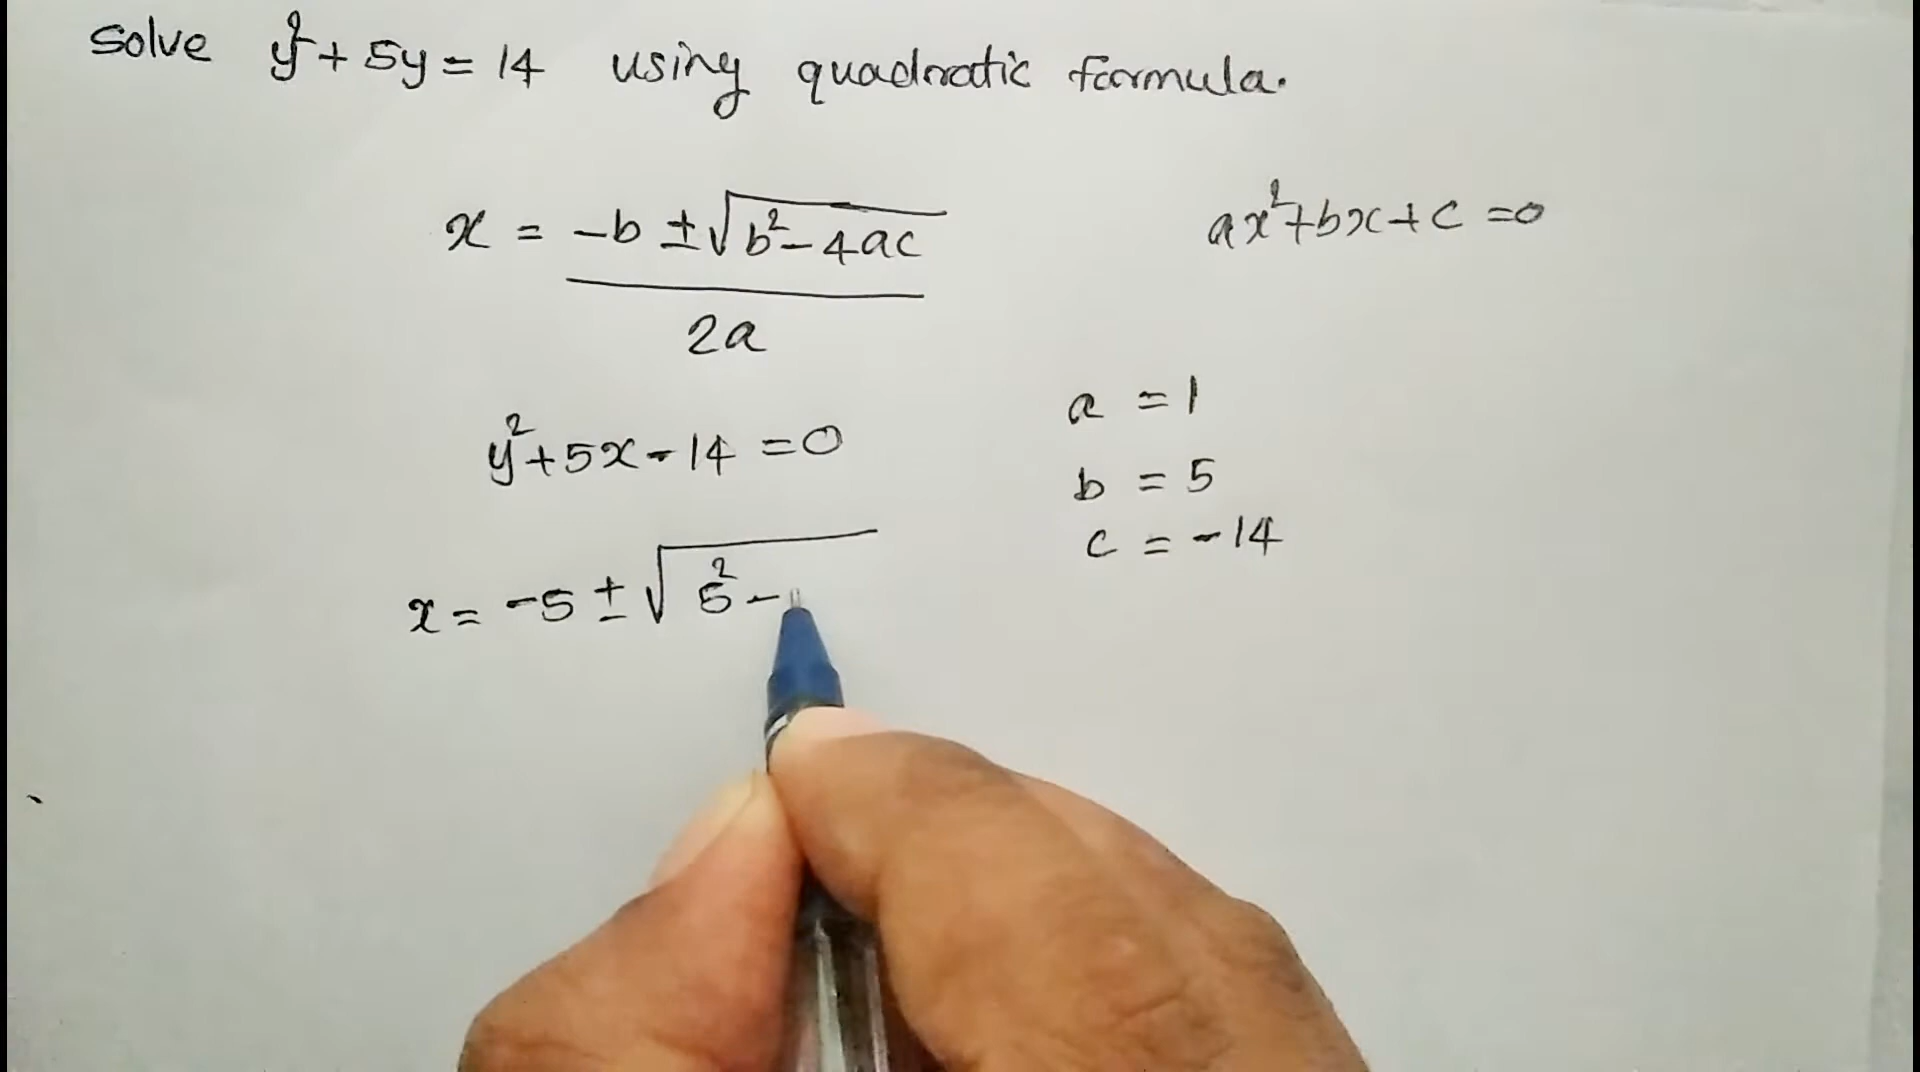 Solve y²+5y=14 using quadratic formula.
x = -b ±√b²-4ac
2a
ax²+bx+c=0
y²+5x-14=0
a = 1
b = 5
c = -14
x = -5 ± √5²-